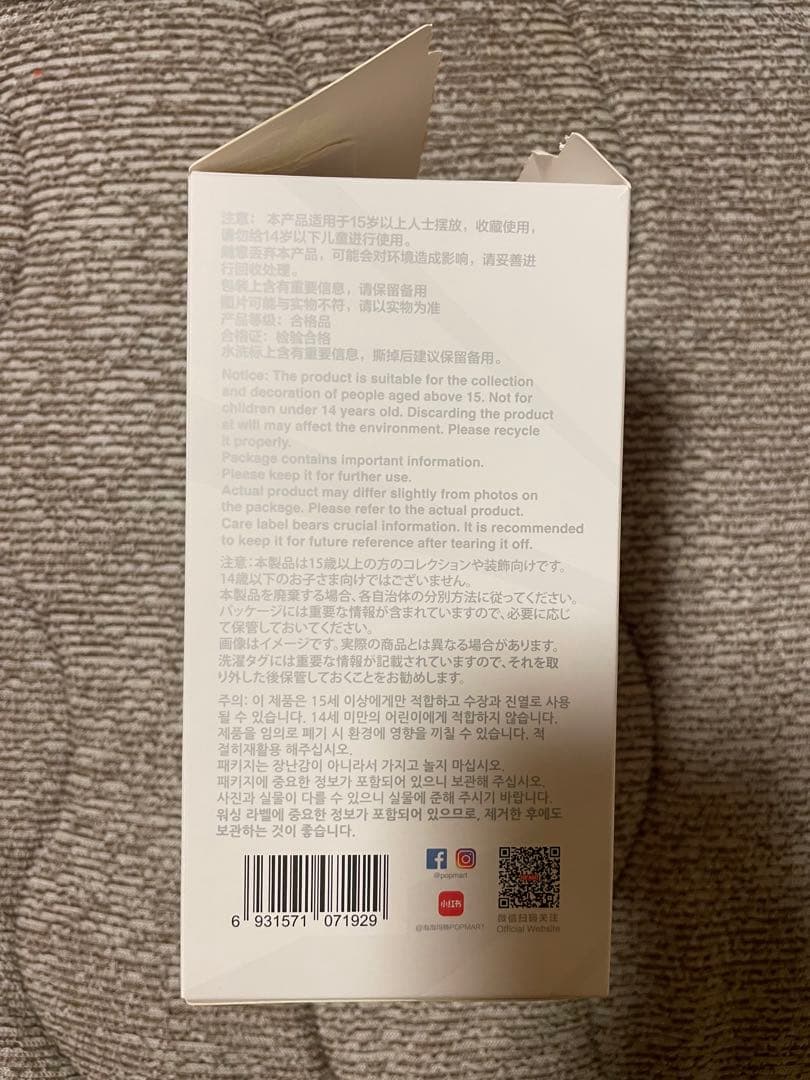 注意： 本产品适用于15岁以上人士摆放，收藏使用，
请勿给14岁以下儿童进行使用。
随意丢弃本产品，可能会对环境造成影响，请妥善进
行回收处理。
包装上含有重要信息，请保留备用
图片可能与实物不符，请以实物为准
产品等级：合格品
合格证：检验合格
水洗标上含有重要信息，撕掉后建议保留备用。
Notice: The product is suitable for the collection
and decoration of people aged above 15. Not for
children under 14 years old. Discarding the product
at will may affect the environment. Please recycle
it properly.
Package contains important information.
Please keep it for further use.
Actual product may differ slightly from photos on
the package. Please refer to the actual product.
Care label bears crucial information. It is recommended
to keep it for future reference after tearing it off.
注意：本製品は15歳以上の方のコレクションや装飾向けです。
14歳以下のお子さま向けではございません。
本製品を廃棄する場合、各自治体の分別方法に従ってください。
パッケージには重要な情報が含まれていますので、必要に応じ
て保管しておいてください。
画像はイメージです。実際の商品とは異なる場合があります。
洗濯タグには重要な情報が記載されていますので、それを取
り外した後保管しておくことをお勧めします。
주의: 이 제품은 15세 이상에게만 적합하고 수장과 진열로 사용
될 수 있습니다. 14세 미만의 어린이에게 적합하지 않습니다.
제품을 임의로 폐기 시 환경에 영향을 끼칠 수 있습니다. 적
절히재활용 해주십시오.
패키지는 장난감이 아니라서 가지고 놀지 마십시오.
패키지에 중요한 정보가 포함되어 있으니 보관해 주십시오.
사진과 실물이 다를 수 있으니 실물에 준해 주시기 바랍니다.
워싱 라벨에 중요한 정보가 포함되어 있으므로, 제거한 후에도
보관하는 것이 좋습니다.
@popmart
小红书
@泡泡玛特POPMART
微信扫码关注
Official Website
6 931571 071929